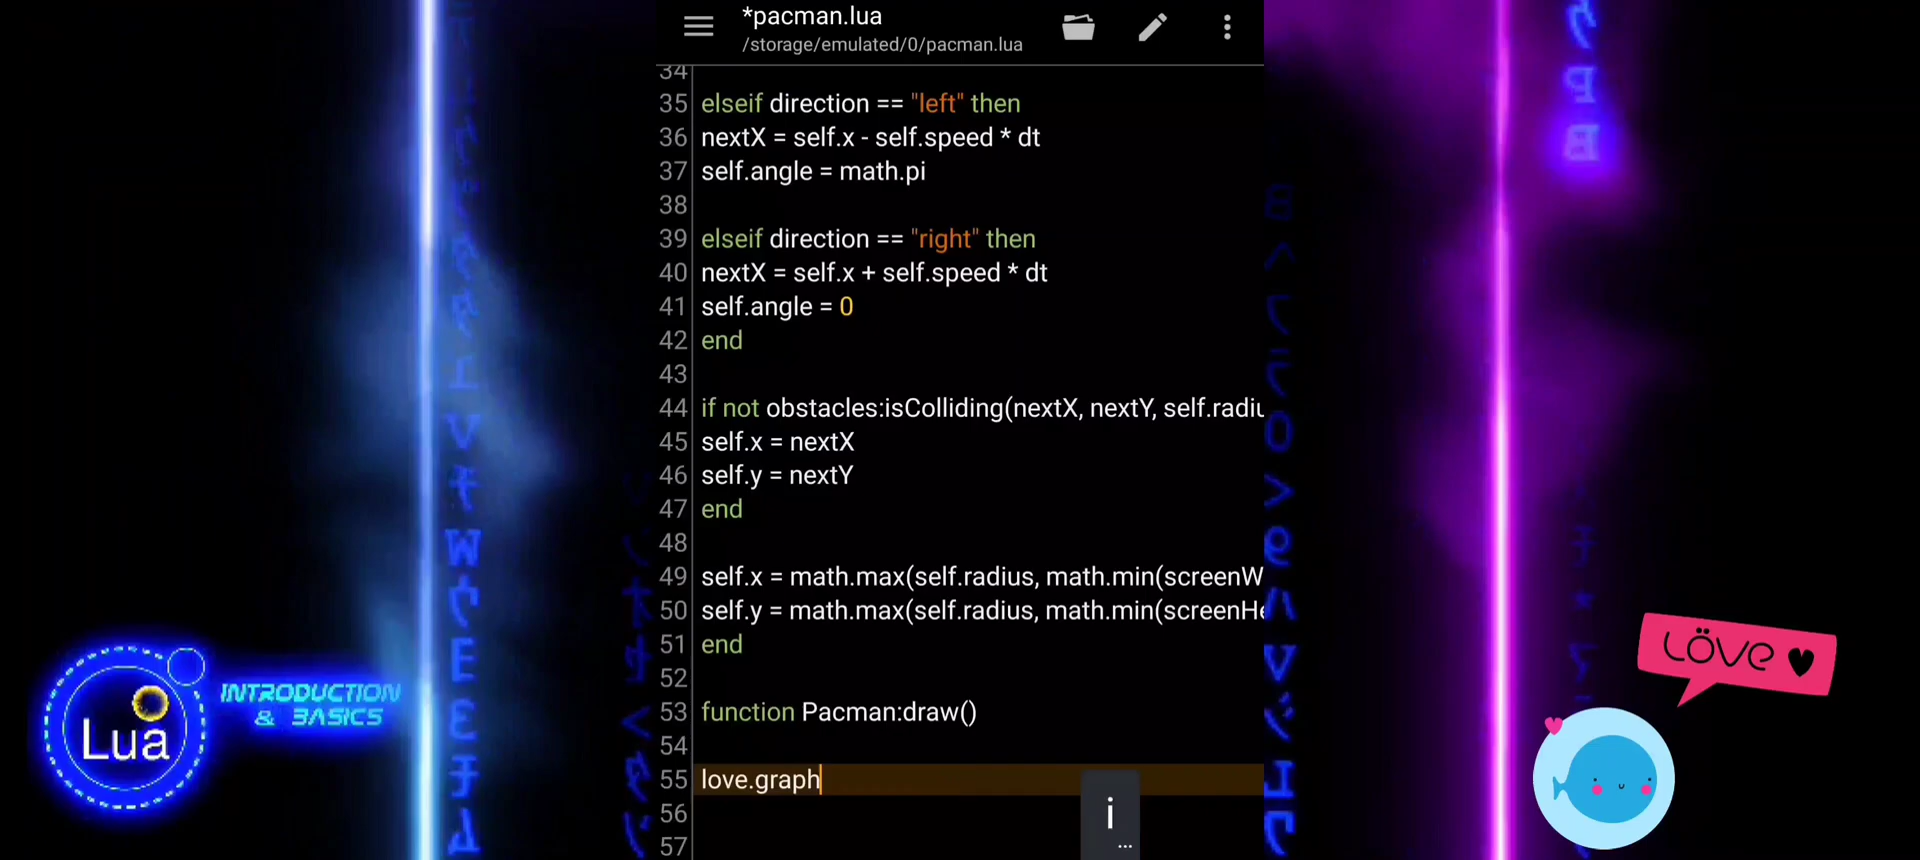 *pacman.lua
/storage/emulated/0/pacman.lua
34
35 elseif direction == "left" then
36 nextX = self.x - self.speed * dt
37 self.angle = math.pi
38
39 elseif direction == "right" then
40 nextX = self.x + self.speed * dt
41 self.angle = 0
42 end
43
44 if not obstacles:isColliding(nextX, nextY, self.radiu
45 self.x = nextX
46 self.y = nextY
47 end
48
49 self.x = math.max(self.radius, math.min(screenW
50 self.y = math.max(self.radius, math.min(screenHe
51 end
52
53 function Pacman:draw()
54
55 love.graph
56
57
i
...
Lua
INTRODUCTION
& BASICS
LÖVE